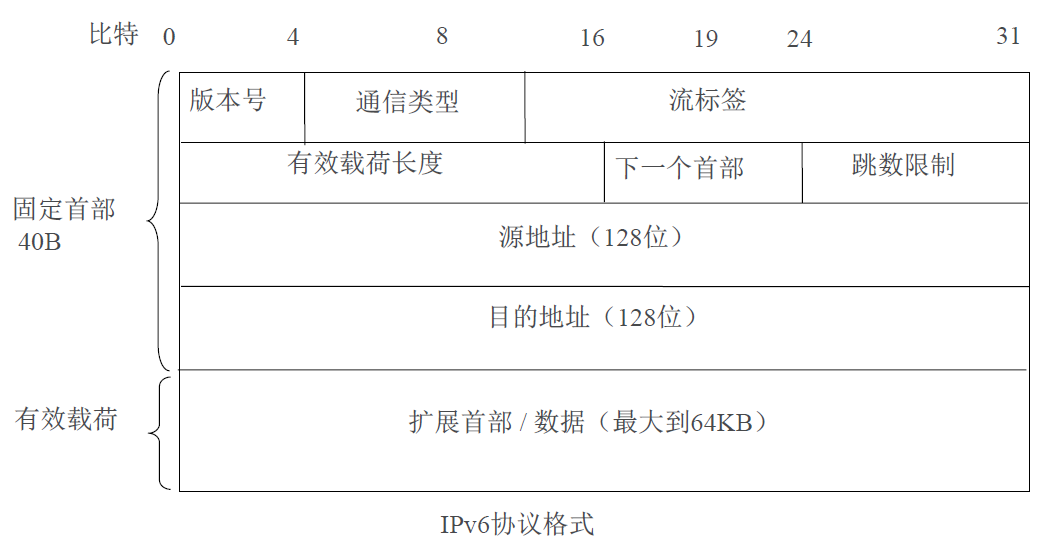 比特 0 4 8 16 19 24 31
版本号 通信类型 流标签
有效载荷长度 下一个首部 跳数限制
固定首部
40B
源地址（128位）
目的地址（128位）
有效载荷
扩展首部 / 数据（最大到64KB）
IPv6协议格式